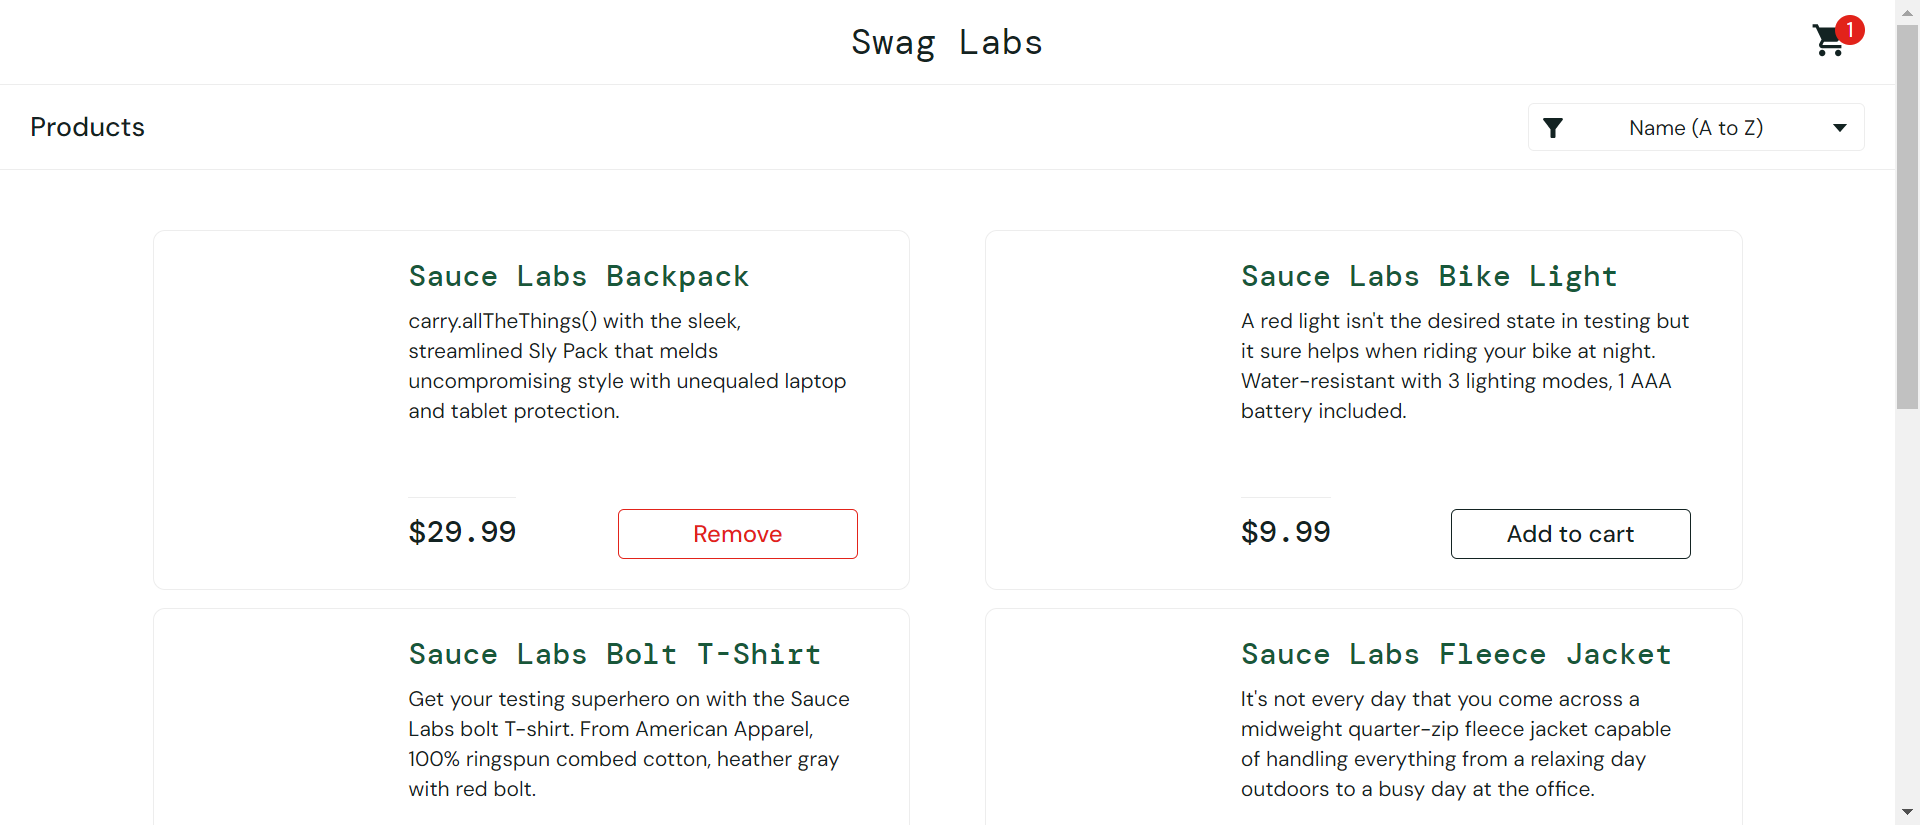 Swag Labs
1
Products
Name (A to Z)
Sauce Labs Backpack
carry.allTheThings() with the sleek,
streamlined Sly Pack that melds
uncompromising style with unequaled laptop
and tablet protection.
$29.99
Remove
Sauce Labs Bike Light
A red light isn't the desired state in testing but
it sure helps when riding your bike at night.
Water-resistant with 3 lighting modes, 1 AAA
battery included.
$9.99
Add to cart
Sauce Labs Bolt T-Shirt
Get your testing superhero on with the Sauce
Labs bolt T-shirt. From American Apparel,
100% ringspun combed cotton, heather gray
with red bolt.
Sauce Labs Fleece Jacket
It's not every day that you come across a
midweight quarter-zip fleece jacket capable
of handling everything from a relaxing day
outdoors to a busy day at the office.